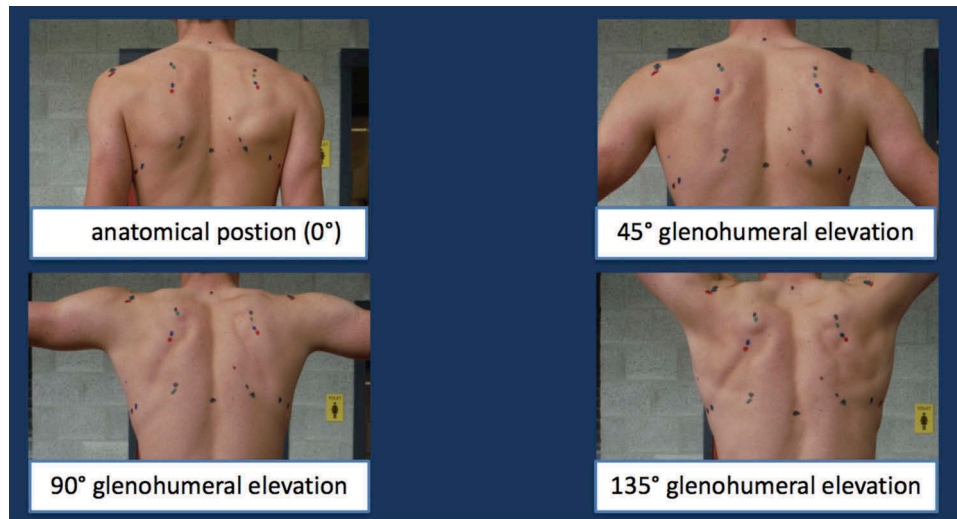 anatomical postion (0°)
45° glenohumeral elevation
90° glenohumeral elevation
135° glenohumeral elevation